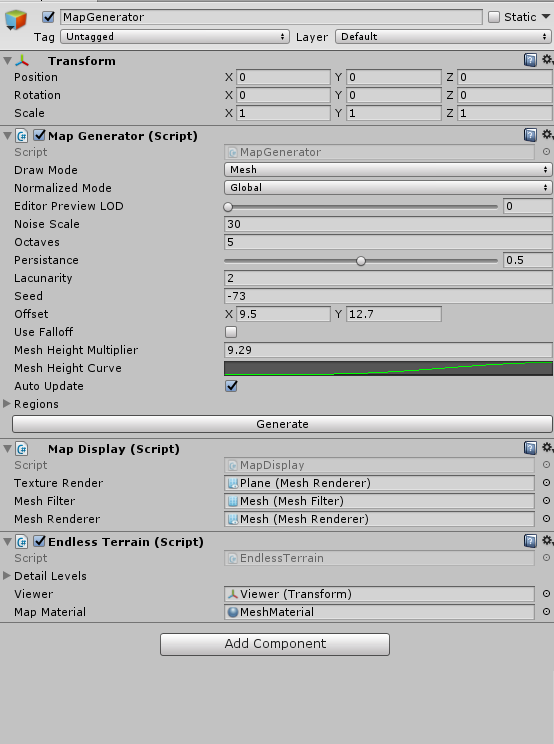 MapGenerator Static
Tag Untagged Layer Default
Transform
Position X 0 Y 0 Z 0
Rotation X 0 Y 0 Z 0
Scale X 1 Y 1 Z 1
Map Generator (Script)
Script MapGenerator
Draw Mode Mesh
Normalized Mode Global
Editor Preview LOD 0
Noise Scale 30
Octaves 5
Persistance 0.5
Lacunarity 2
Seed -73
Offset X 9.5 Y 12.7
Use Falloff
Mesh Height Multiplier 9.29
Mesh Height Curve
Auto Update
Regions
Generate
Map Display (Script)
Script MapDisplay
Texture Render Plane (Mesh Renderer)
Mesh Filter Mesh (Mesh Filter)
Mesh Renderer Mesh (Mesh Renderer)
Endless Terrain (Script)
Script EndlessTerrain
Detail Levels
Viewer Viewer (Transform)
Map Material MeshMaterial
Add Component